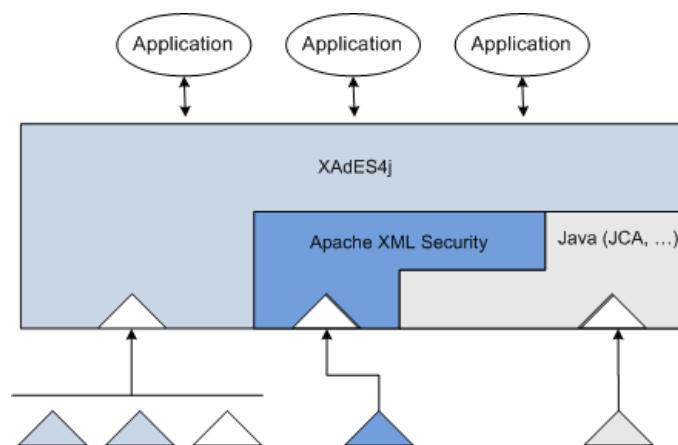 Application
Application
Application
XAdES4j
Apache XML Security
Java (JCA, …)